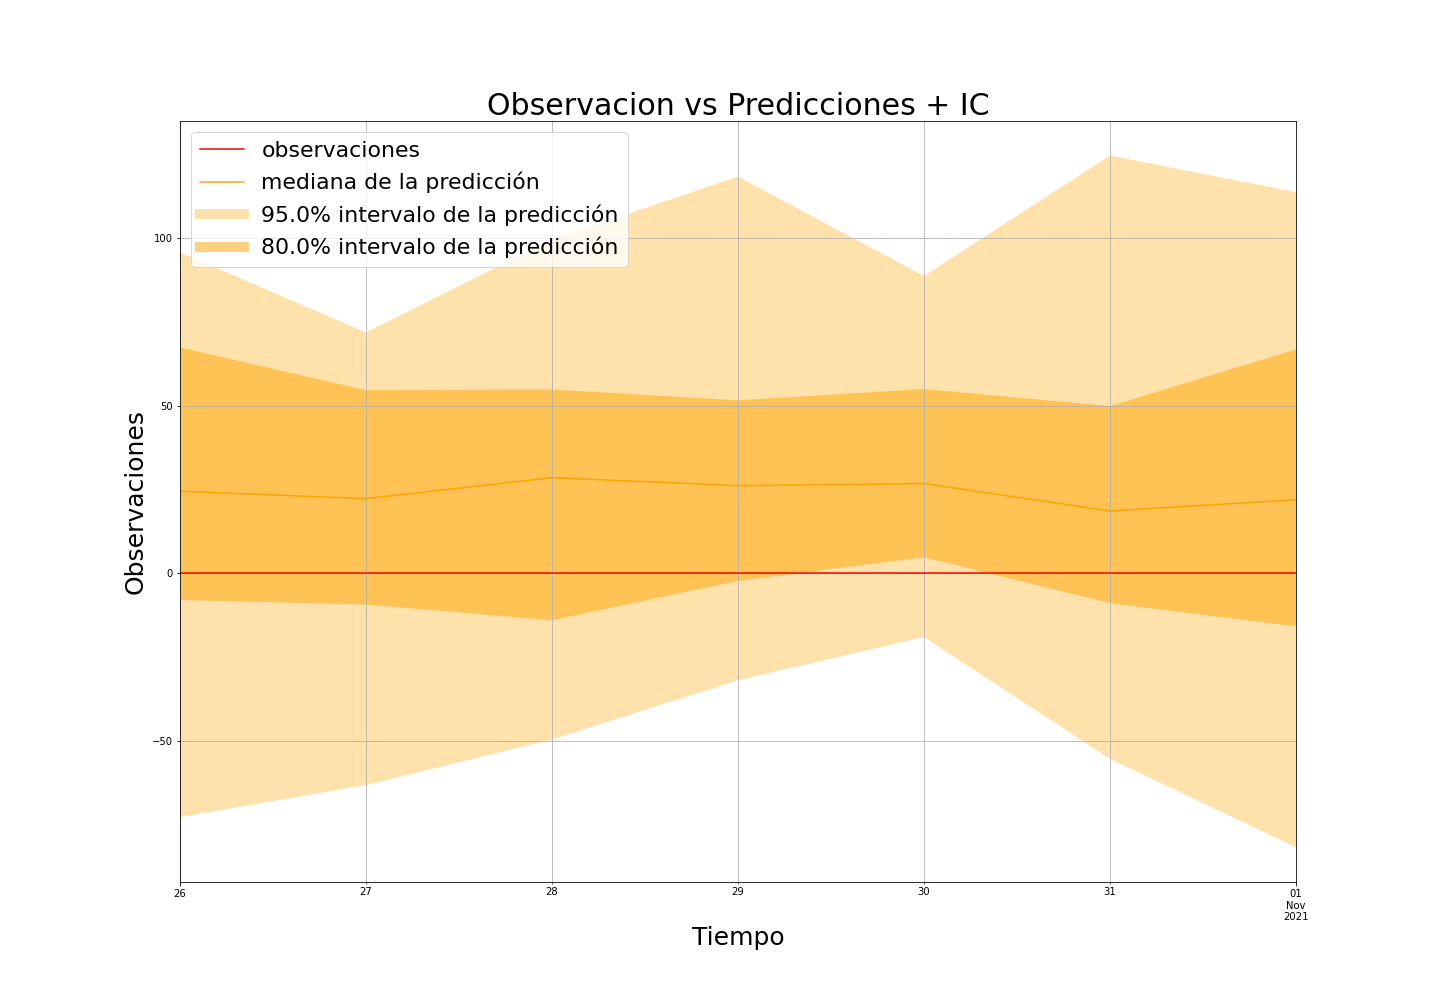 Observacion vs Predicciones + IC
observaciones
mediana de la predicción
95.0% intervalo de la predicción
80.0% intervalo de la predicción
Observaciones
100
50
0
−50
26 27 28 29 30 31 01
Nov
2021
Tiempo